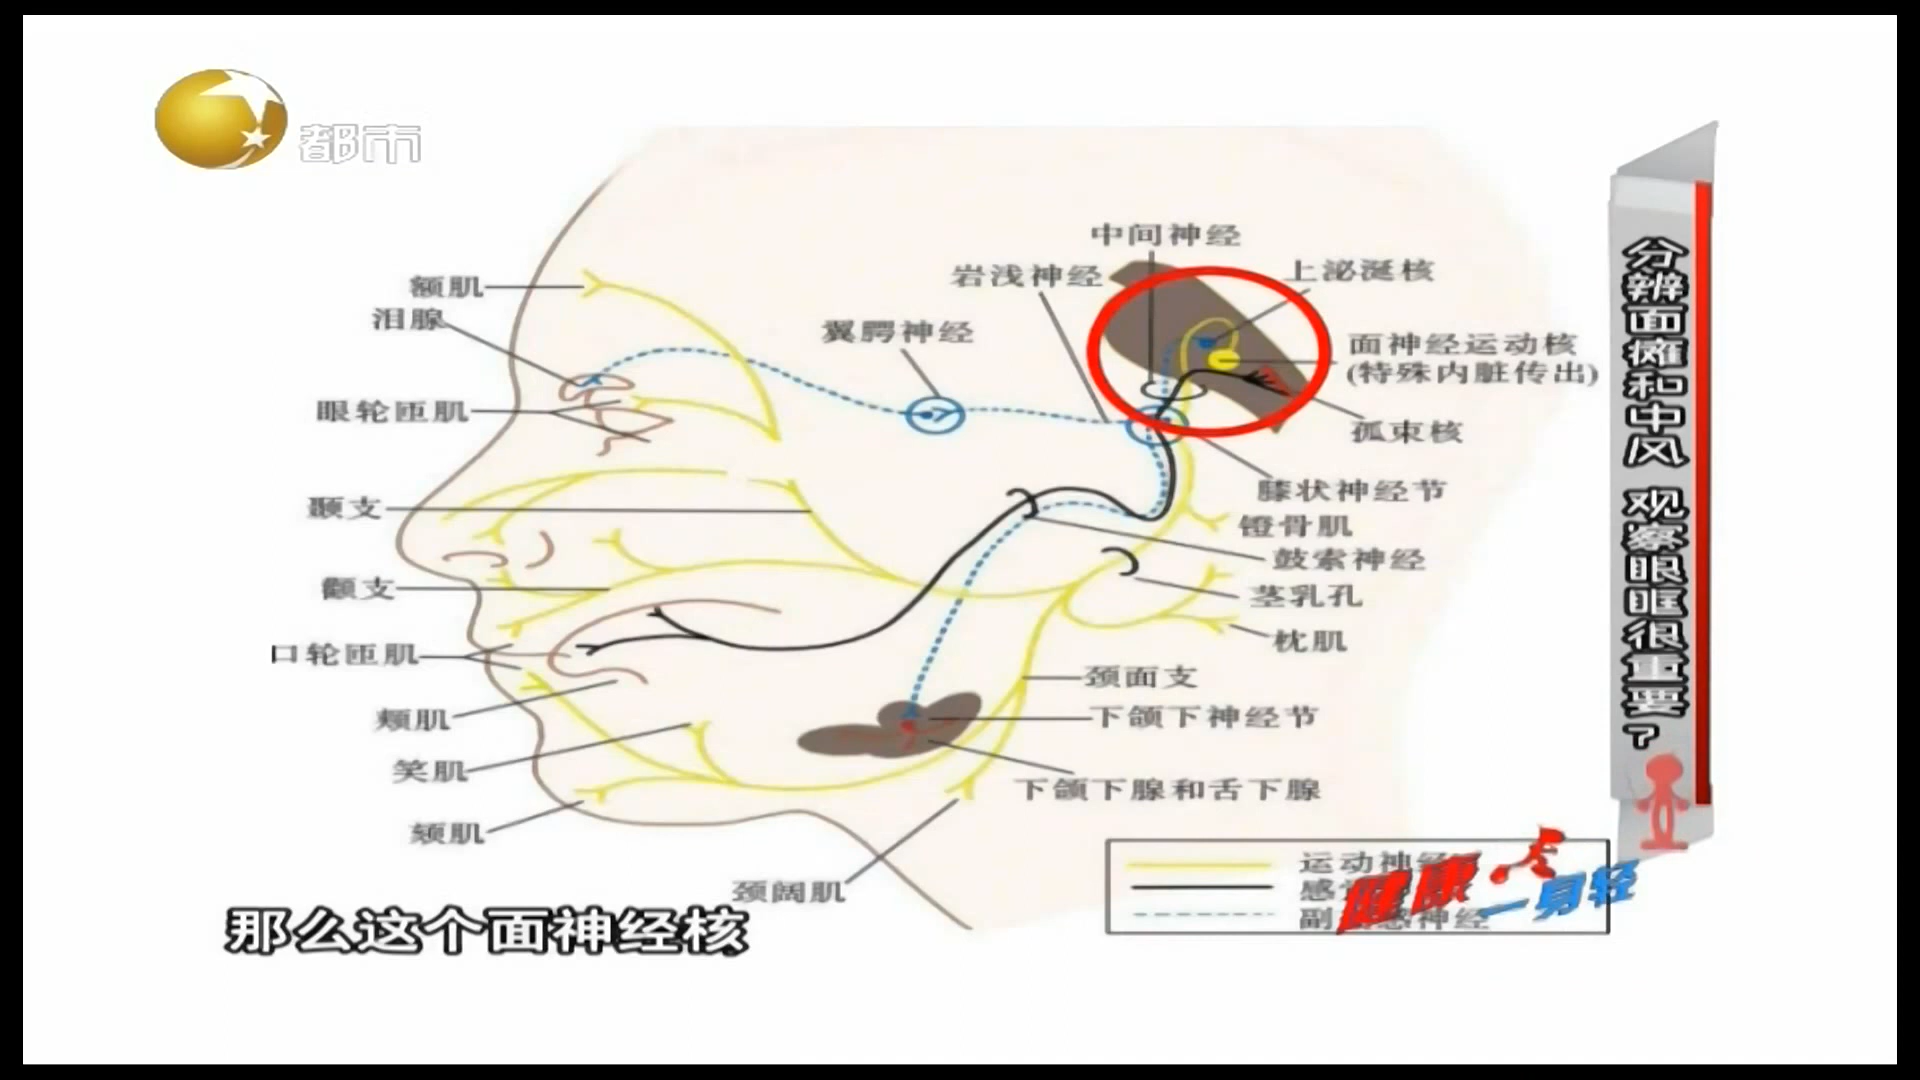 都市
中间神经
岩浅神经
上泌涎核
额肌
泪腺
翼腭神经
面神经运动核
(特殊内脏传出)
眼轮匝肌
孤束核
膝状神经节
颞支
镫骨肌
鼓索神经
颧支
茎乳孔
枕肌
口轮匝肌
颈面支
颊肌
下颌下神经节
笑肌
下颌下腺和舌下腺
颏肌
颈阔肌
运动神经
感
副 感神经
健康一身轻
分辨面瘫和中风 观察眼眶很重要?
那么这个面神经核